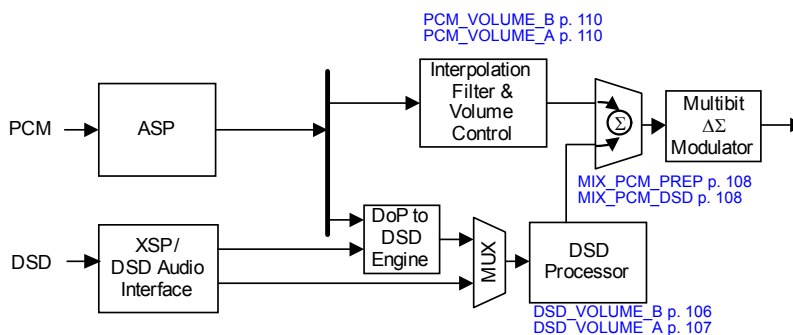 PCM_VOLUME_B p. 110
PCM_VOLUME_A p. 110
PCM
ASP
Interpolation
Filter &
Volume
Control
Σ
Multibit
ΔΣ
Modulator
MIX_PCM_PREP p. 108
MIX_PCM_DSD p. 108
DSD
XSP/
DSD Audio
Interface
DoP to
DSD
Engine
MUX
DSD
Processor
DSD_VOLUME_B p. 106
DSD_VOLUME_A p. 107